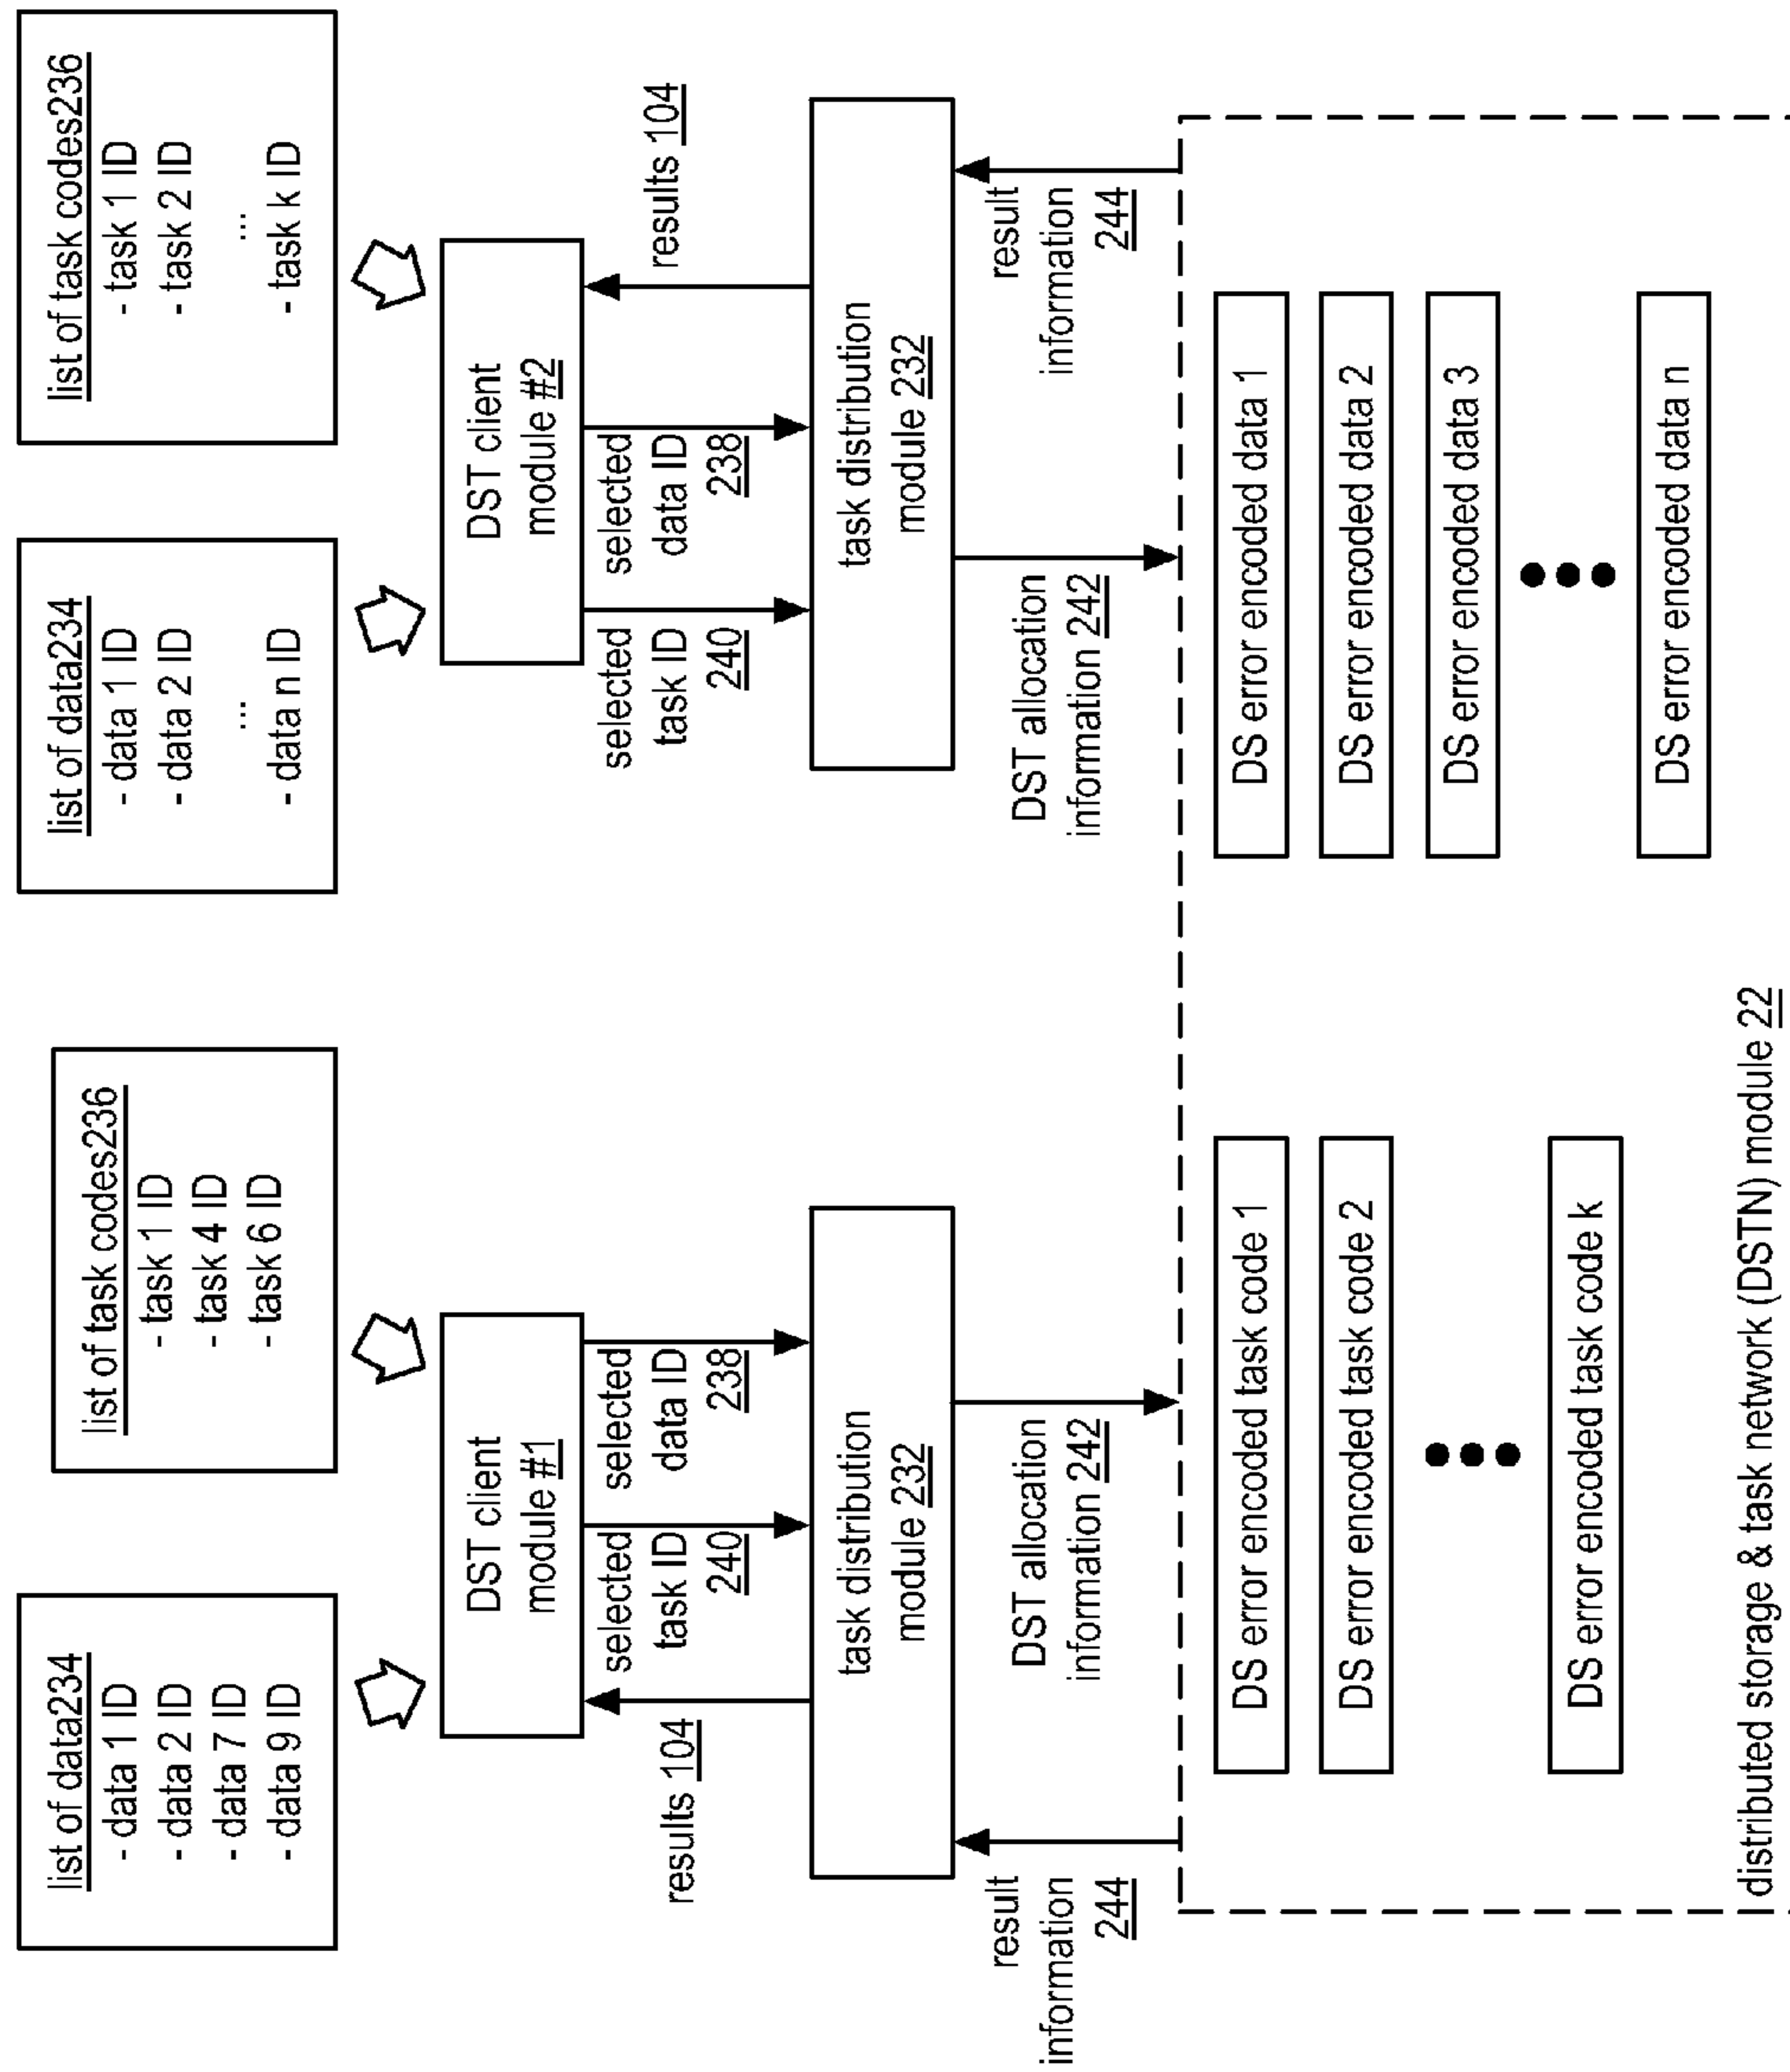 list of data234
- data 1 ID
- data 2 ID
- data 7 ID
- data 9 ID
list of task codes236
- task 1 ID
- task 4 ID
- task 6 ID
DST client
module #1
results 104
selected
task ID
240
selected
data ID
238
task distribution
module 232
result
information
244
DST allocation
information 242
list of data234
- data 1 ID
- data 2 ID
...
- data n ID
list of task codes236
- task 1 ID
- task 2 ID
...
- task k ID
DST client
module #2
selected
task ID
240
selected
data ID
238
results 104
task distribution
module 232
DST allocation
information 242
result
information
244
DS error encoded task code 1
DS error encoded task code 2
DS error encoded task code k
DS error encoded data 1
DS error encoded data 2
DS error encoded data 3
DS error encoded data n
distributed storage & task network (DSTN) module 22